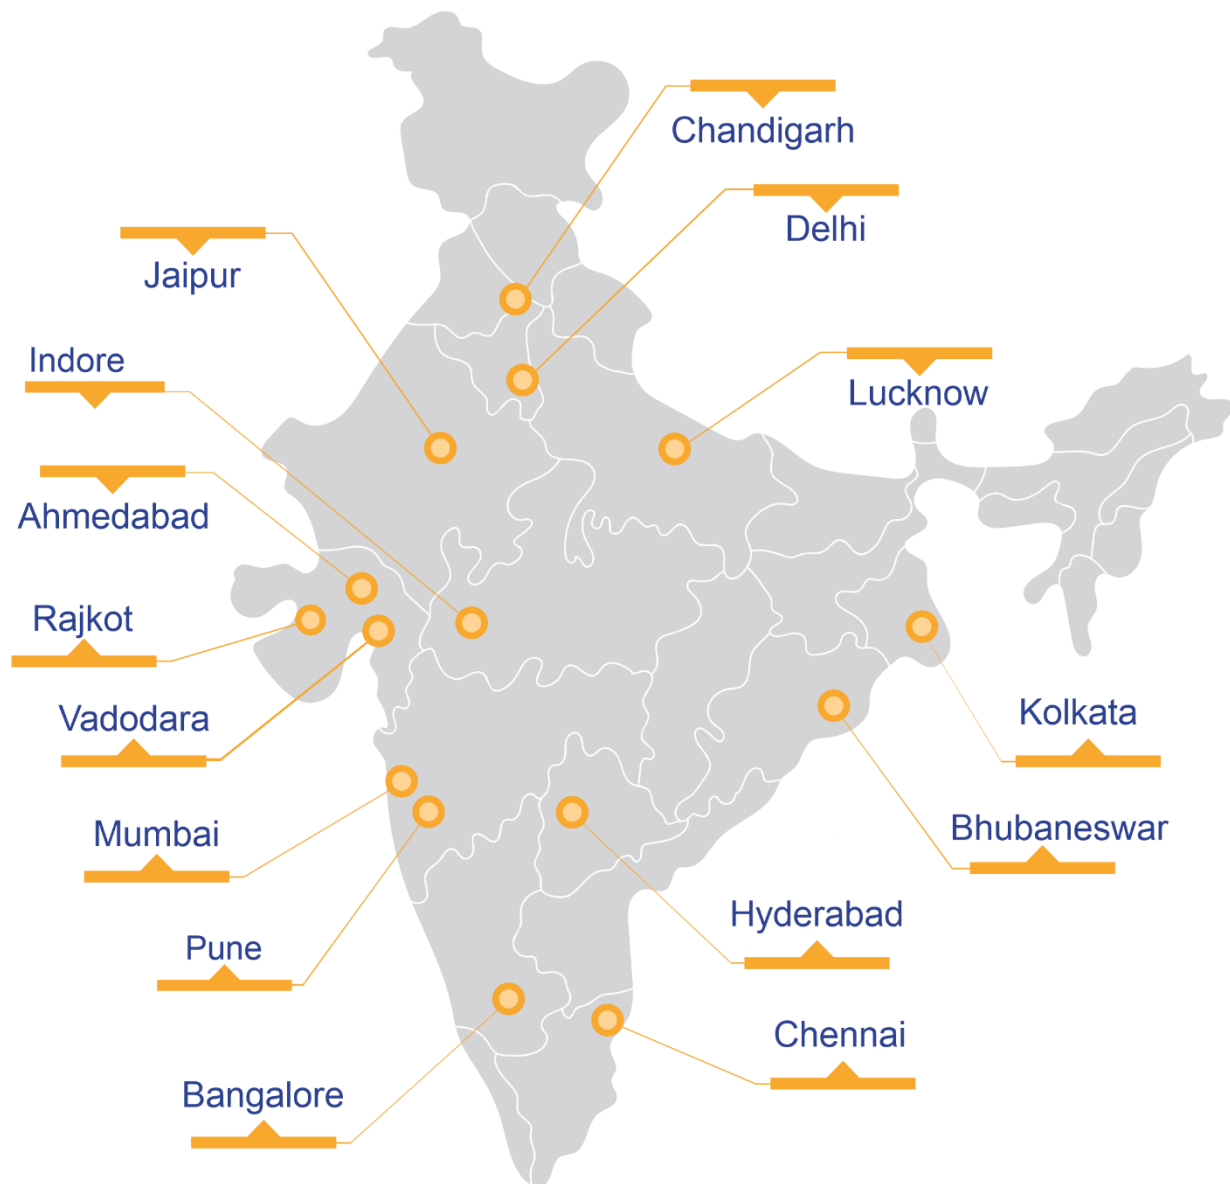 Chandigarh
Delhi
Jaipur
Indore
Lucknow
Ahmedabad
Rajkot
Vadodara
Kolkata
Mumbai
Bhubaneswar
Hyderabad
Pune
Chennai
Bangalore